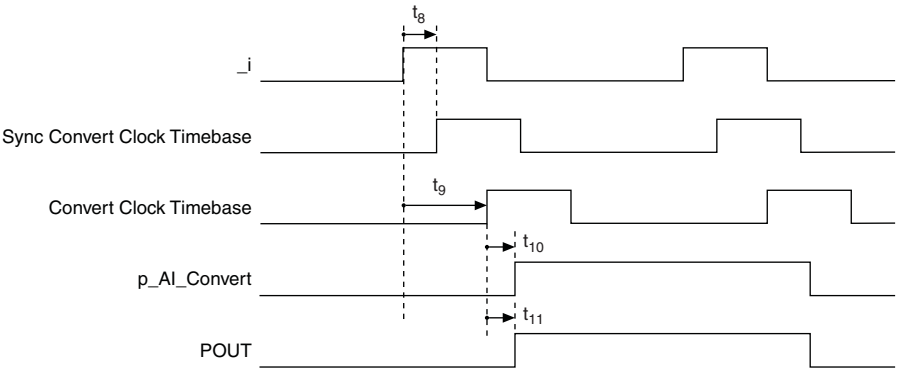 t8
_i
Sync Convert Clock Timebase
t9
Convert Clock Timebase
t10
p_AI_Convert
t11
POUT